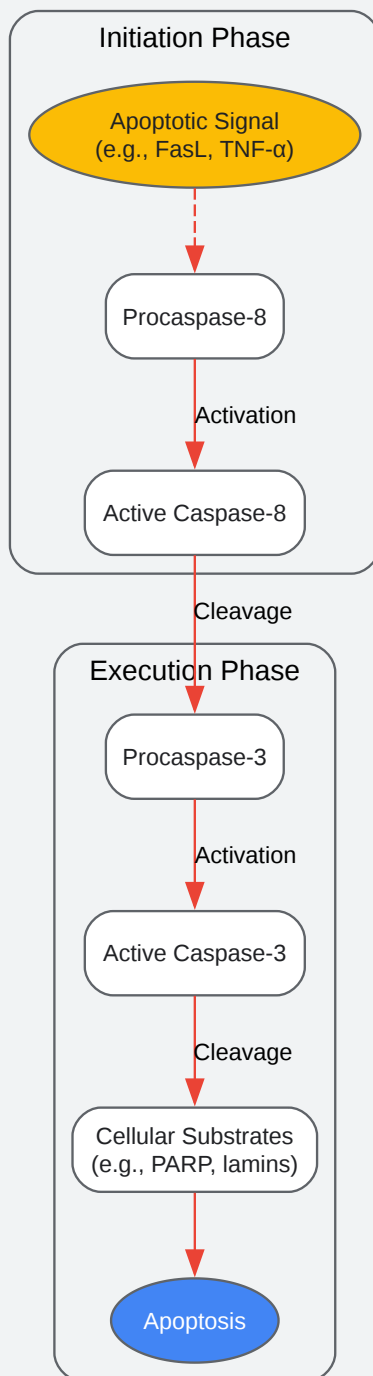 Initiation Phase
Apoptotic Signal
(e.g., FasL, TNF-α)
Procaspase-8
Activation
Active Caspase-8
Cleavage
Execution Phase
Procaspase-3
Activation
Active Caspase-3
Cleavage
Cellular Substrates
(e.g., PARP, lamins)
Apoptosis